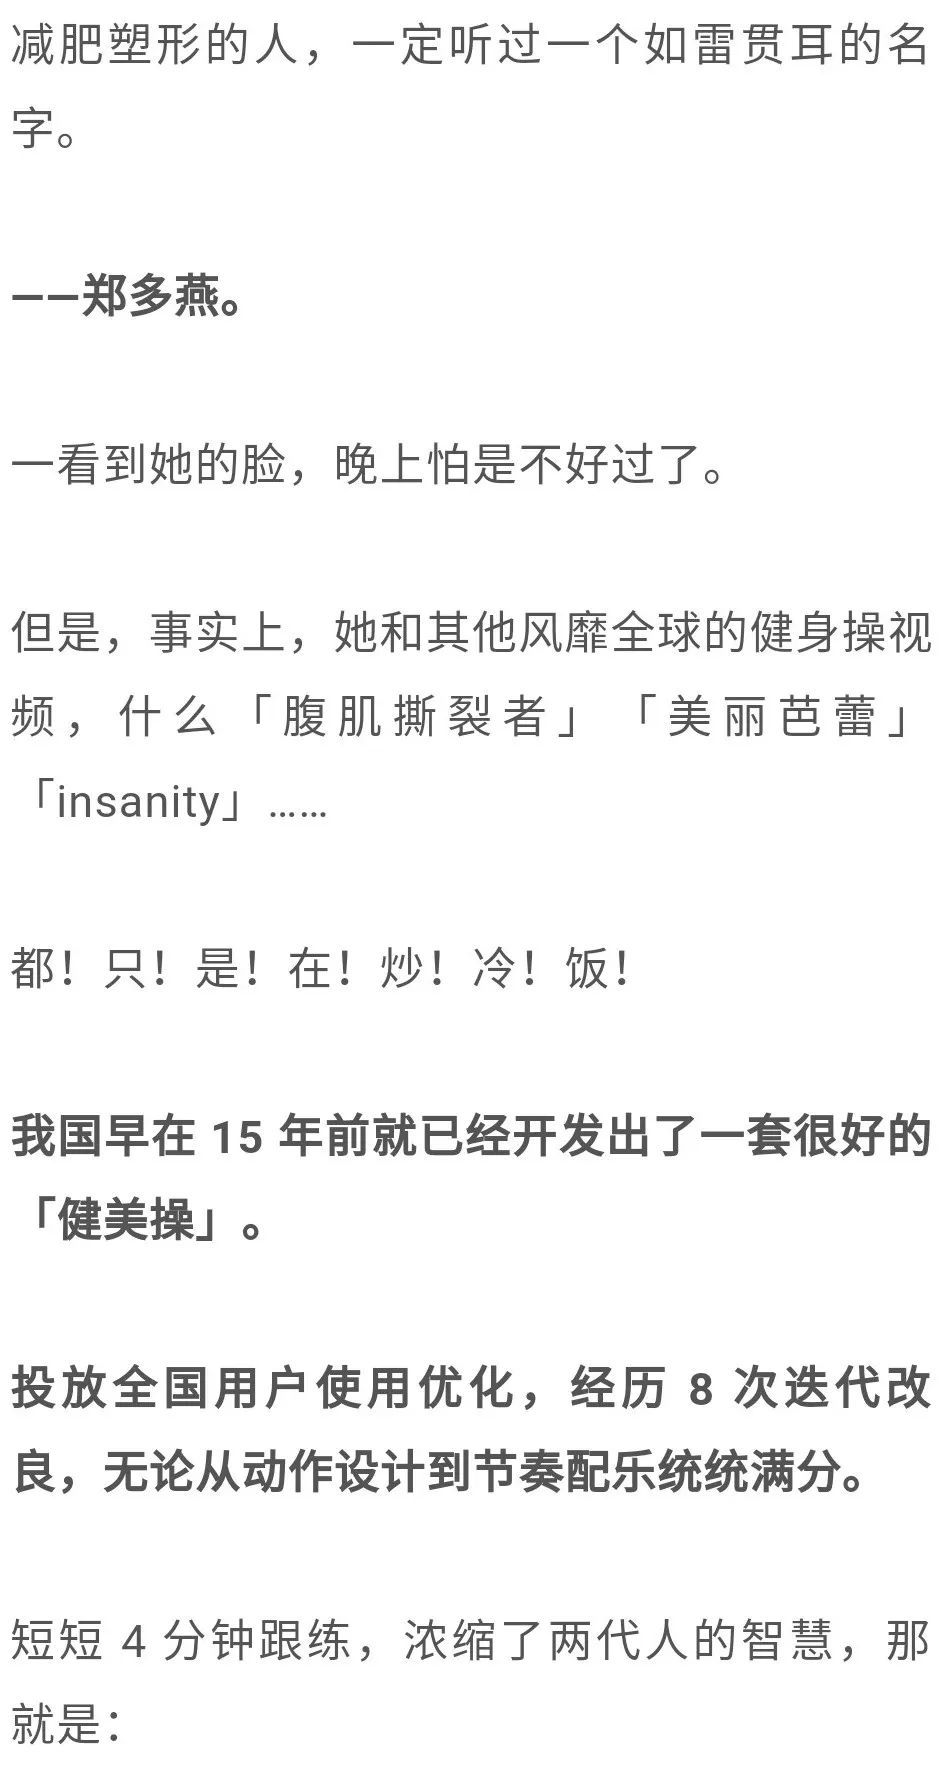 减肥塑形的人，一定听过一个如雷贯耳的名
字。
——郑多燕。
一看到她的脸，晚上怕是不好过了。
但是，事实上，她和其他风靡全球的健身操视
频，什么「腹肌撕裂者」「美丽芭蕾」
「insanity」……
都！只！是！在！炒！冷！饭！
我国早在 15 年前就已经开发出了一套很好的
「健美操」。
投放全国用户使用优化，经历 8 次迭代改
良，无论从动作设计到节奏配乐统统满分。
短短 4 分钟跟练，浓缩了两代人的智慧，那
就是：